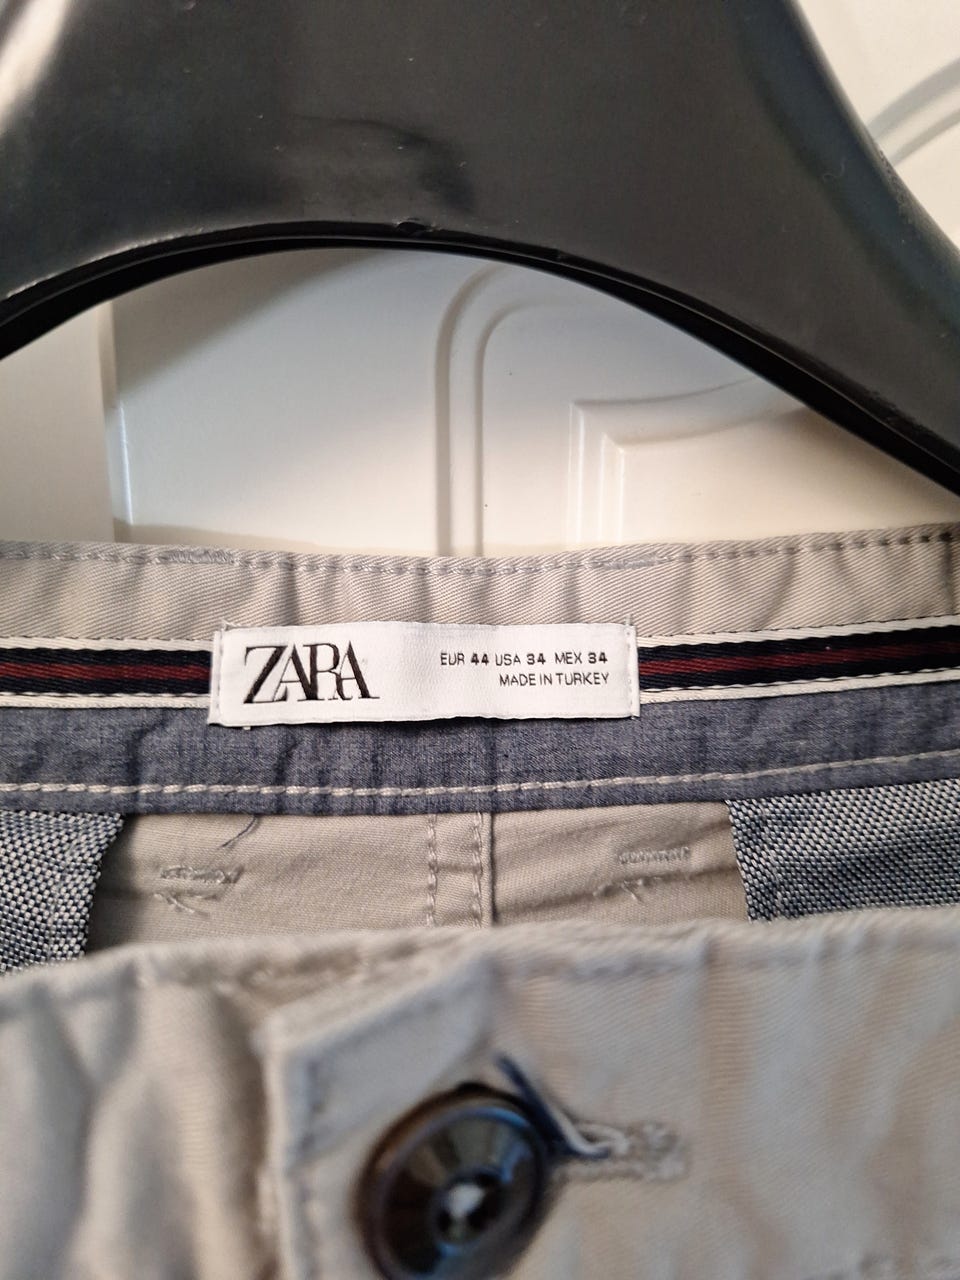 ZARA
EUR 44 USA 34 MEX 34
MADE IN TURKEY